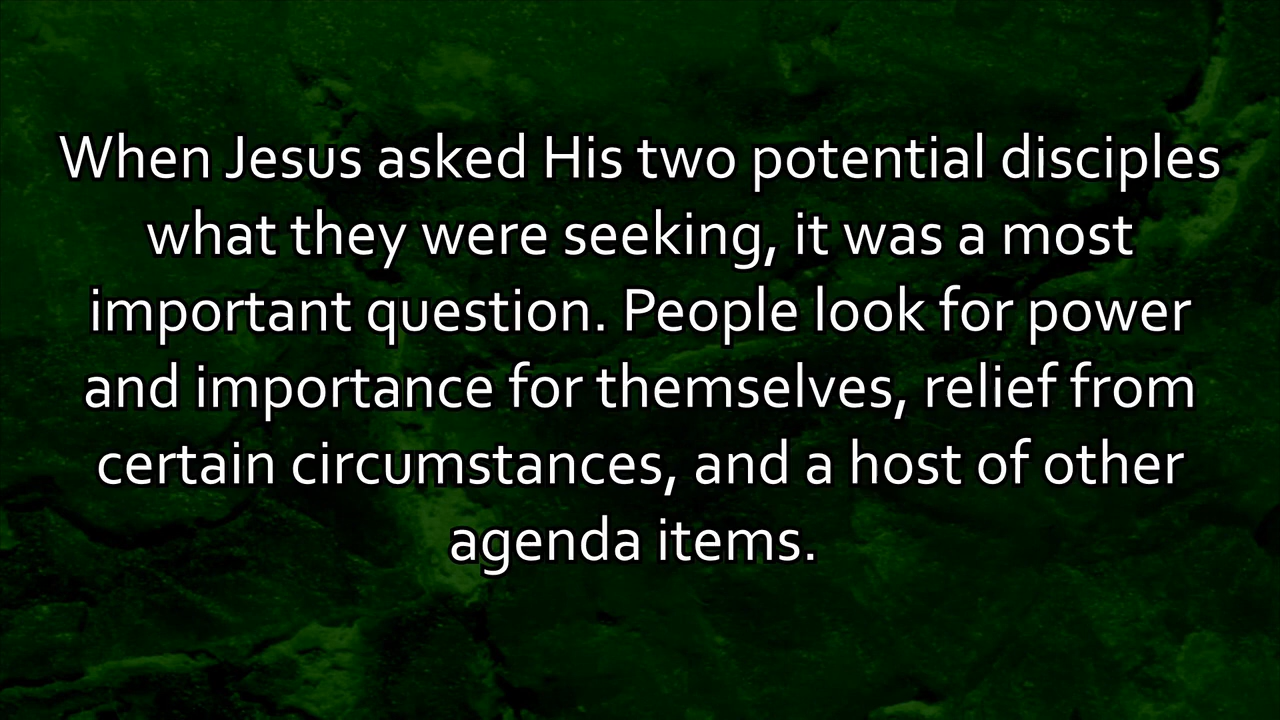 When Jesus asked His two potential disciples
what they were seeking, it was a most
important question. People look for power
and importance for themselves, relief from
certain circumstances, and a host of other
agenda items.